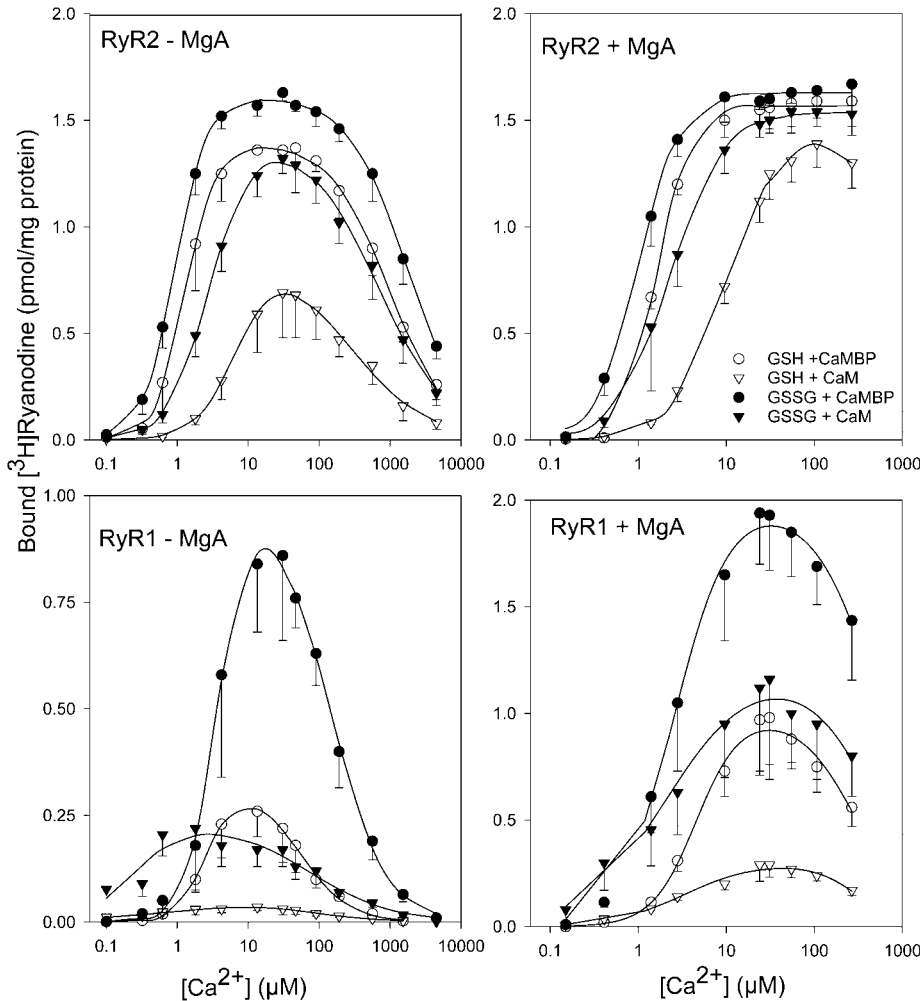 Bound [³H]Ryanodine (pmol/mg protein)
RyR2 - MgA
2.0
1.5
1.0
0.5
0.0
0.1 1 10 100 1000 10000
RyR2 + MgA
2.0
1.5
1.0
0.5
0.0
GSH +CaMBP
GSH + CaM
GSSG + CaMBP
GSSG + CaM
0.1 1 10 100 1000
RyR1 - MgA
1.00
0.75
0.50
0.25
0.00
0.1 1 10 100 1000 10000
[Ca²⁺] (µM)
RyR1 + MgA
2.0
1.5
1.0
0.5
0.0
0.1 1 10 100 1000
[Ca²⁺] (µM)